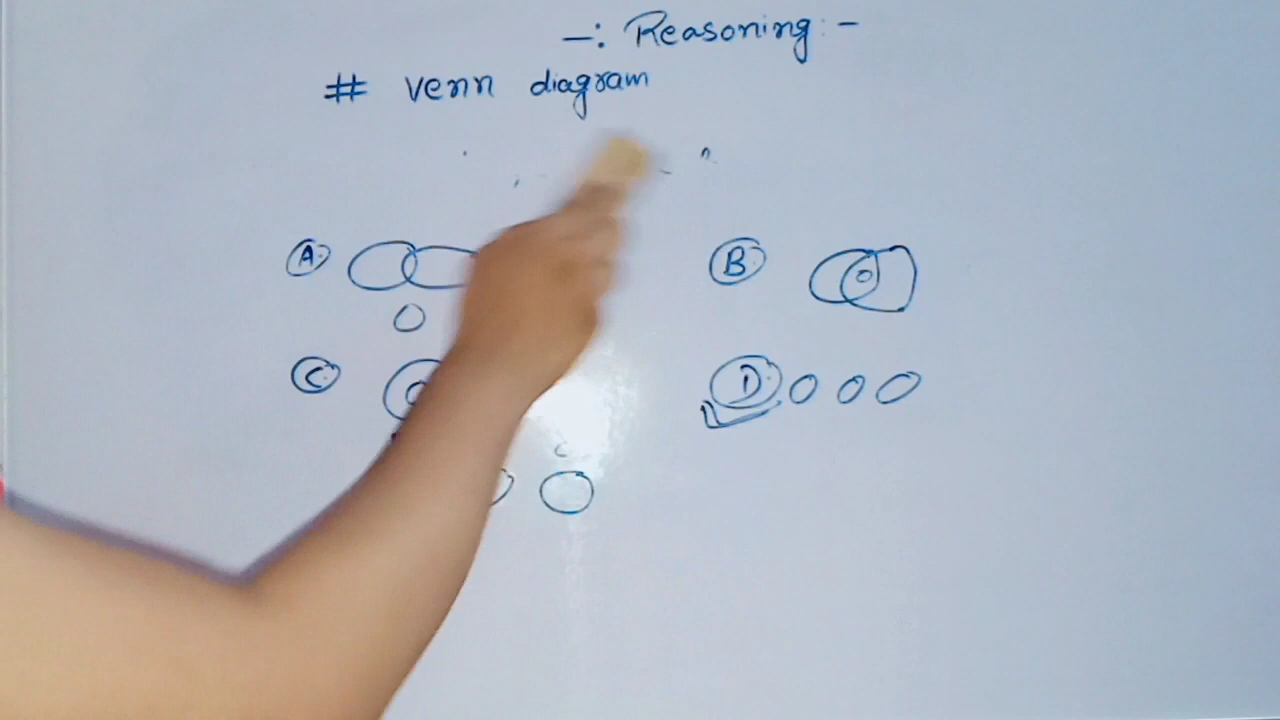 -: Reasoning :-
# venn diagram
A. B
C. D.
C